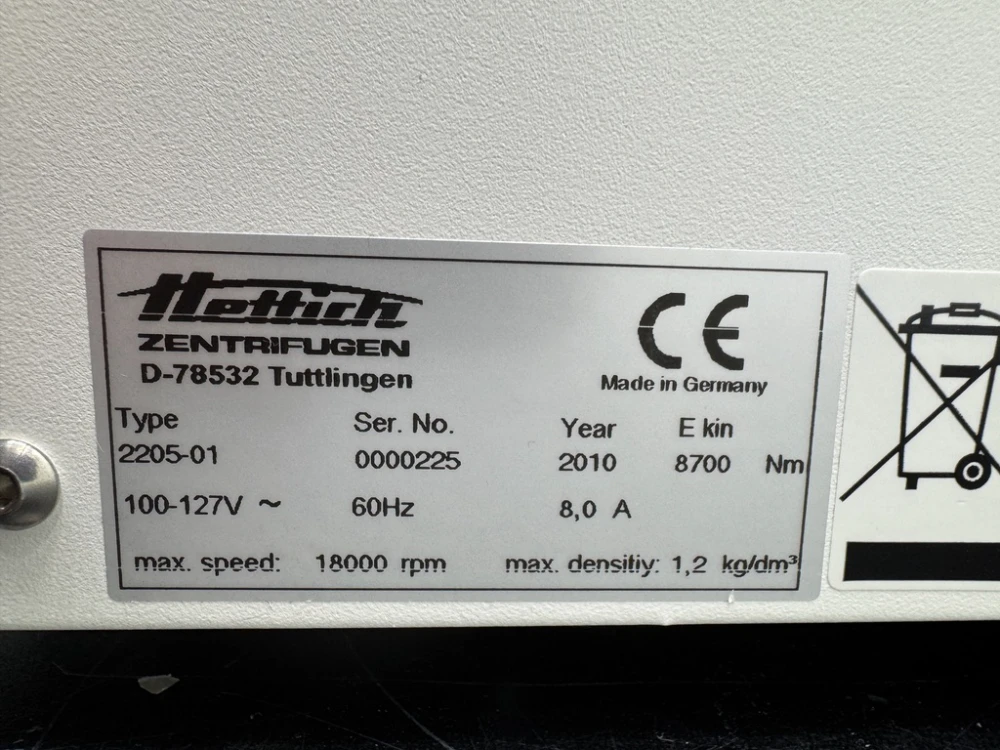 Hettich
ZENTRIFUGEN
D-78532 Tuttlingen
CE
Made in Germany
Type Ser. No. Year E kin
2205-01 0000225 2010 8700 Nm
100-127V ~ 60Hz 8,0 A
max. speed: 18000 rpm max. densitiy: 1,2 kg/dm³